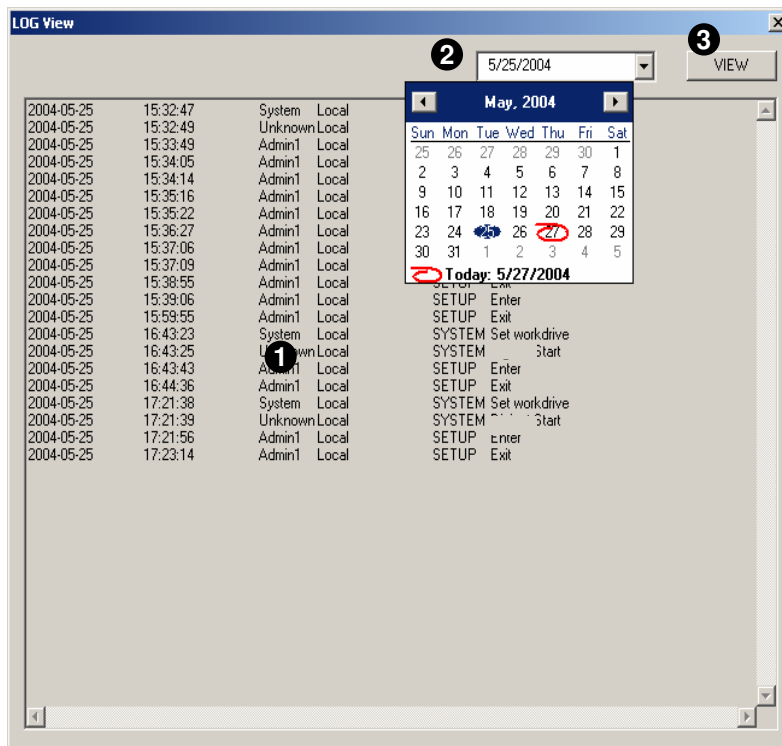 LOG View
2 5/25/2004 3 VIEW
May, 2004
Sun Mon Tue Wed Thu Fri Sat
25 26 27 28 29 30 1
2 3 4 5 6 7 8
9 10 11 12 13 14 15
16 17 18 19 20 21 22
23 24 25 26 27 28 29
30 31 1 2 3 4 5
Today: 5/27/2004
2004-05-25 15:32:47 System Local
2004-05-25 15:32:49 Unknown Local
2004-05-25 15:33:49 Admin1 Local
2004-05-25 15:34:05 Admin1 Local
2004-05-25 15:34:14 Admin1 Local
2004-05-25 15:35:16 Admin1 Local
2004-05-25 15:35:22 Admin1 Local
2004-05-25 15:36:27 Admin1 Local
2004-05-25 15:37:06 Admin1 Local
2004-05-25 15:37:09 Admin1 Local
2004-05-25 15:38:55 Admin1 Local SETUP Exit
2004-05-25 15:39:06 Admin1 Local SETUP Enter
2004-05-25 15:59:55 Admin1 Local SETUP Exit
2004-05-25 16:43:23 System Local SYSTEM Set workdrive
2004-05-25 16:43:25 1 Local SYSTEM Start
2004-05-25 16:43:43 Admin1 Local SETUP Enter
2004-05-25 16:44:36 Admin1 Local SETUP Exit
2004-05-25 17:21:38 System Local SYSTEM Set workdrive
2004-05-25 17:21:39 Unknown Local SYSTEM Start
2004-05-25 17:21:56 Admin1 Local SETUP Enter
2004-05-25 17:23:14 Admin1 Local SETUP Exit